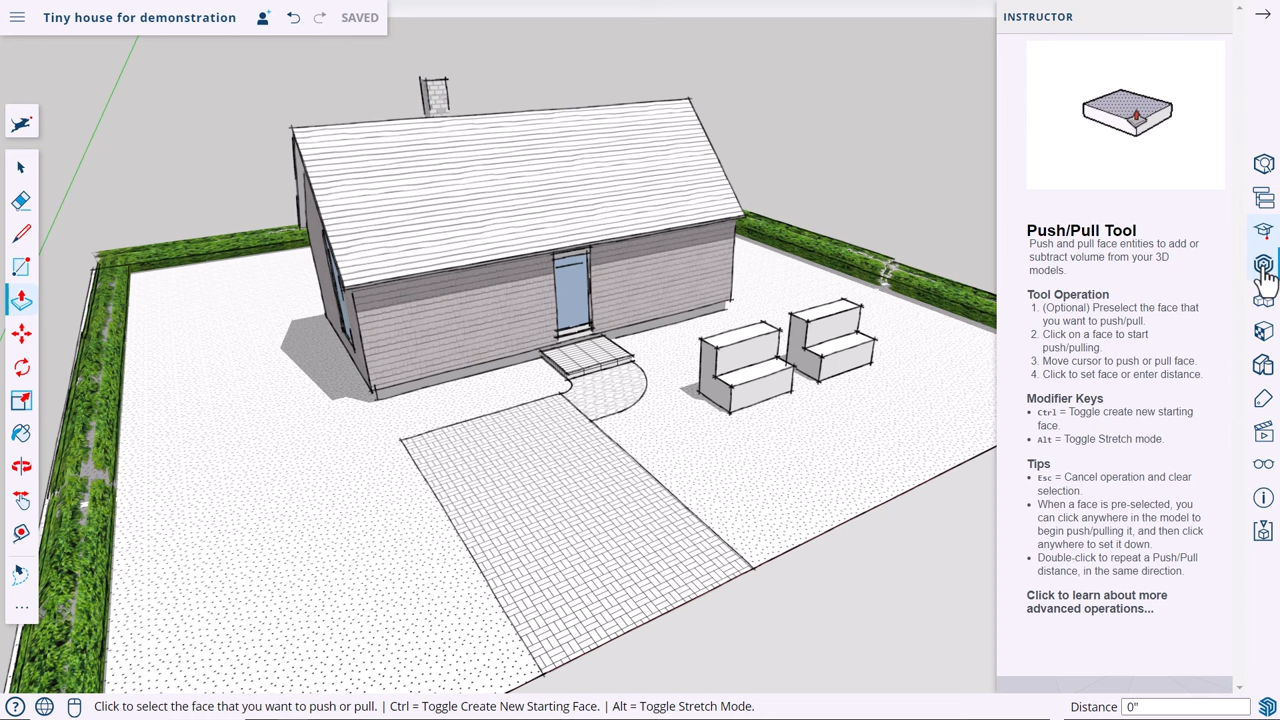 Tiny house for demonstration
SAVED
INSTRUCTOR
Push/Pull Tool
Push and pull face entities to add or
subtract volume from your 3D
models.
Tool Operation
1. (Optional) Preselect the face that
you want to push/pull.
2. Click on a face to start
push/pulling.
3. Move cursor to push or pull face.
4. Click to set face or enter distance.
Modifier Keys
• Ctrl = Toggle create new starting
face.
• Alt = Toggle Stretch mode.
Tips
• Esc = Cancel operation and clear
selection.
• When a face is pre-selected, you
can click anywhere in the model to
begin push/pulling it, and then click
anywhere to set it down.
• Double-click to repeat a Push/Pull
distance, in the same direction.
Click to learn about more
advanced operations...
Click to select the face that you want to push or pull. | Ctrl = Toggle Create New Starting Face. | Alt = Toggle Stretch Mode.
Distance 0"